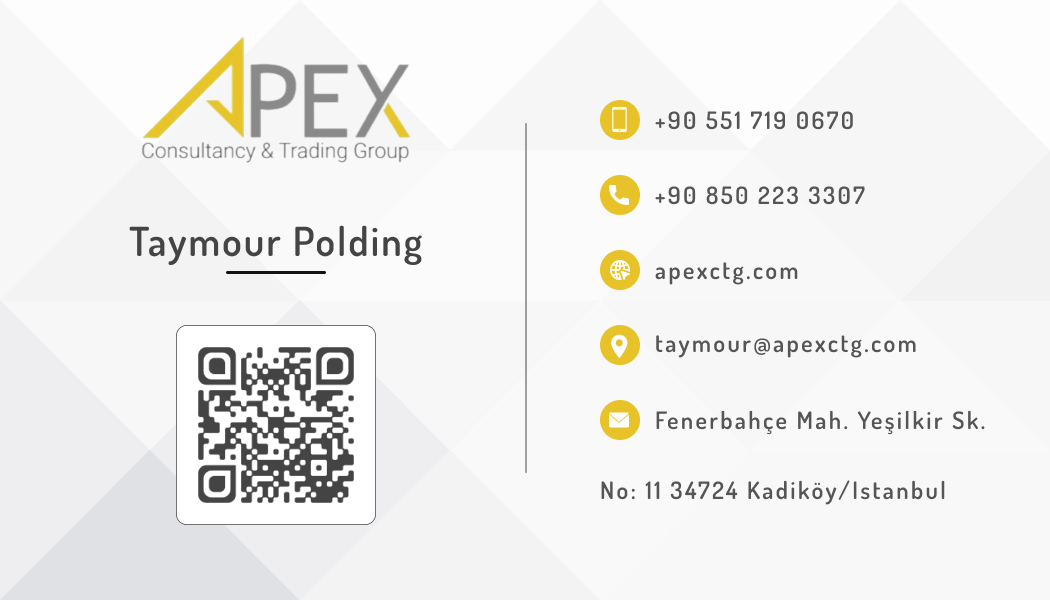 APEX
Consultancy & Trading Group
Taymour Polding
+90 551 719 0670
+90 850 223 3307
apexctg.com
taymour@apexctg.com
Fenerbahçe Mah. Yeşilkir Sk.
No: 11 34724 Kadiköy/Istanbul